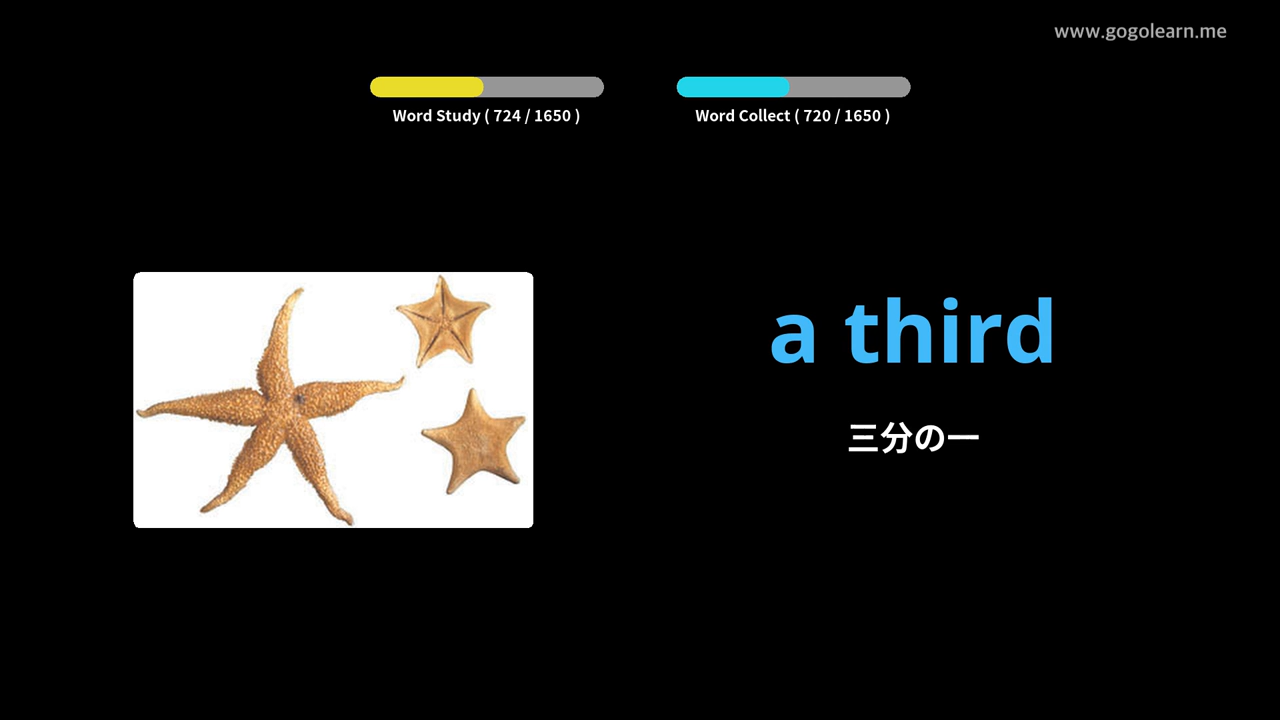 www.gogolearn.me
Word Study ( 724 / 1650 )
Word Collect ( 720 / 1650 )
a third
三分の一